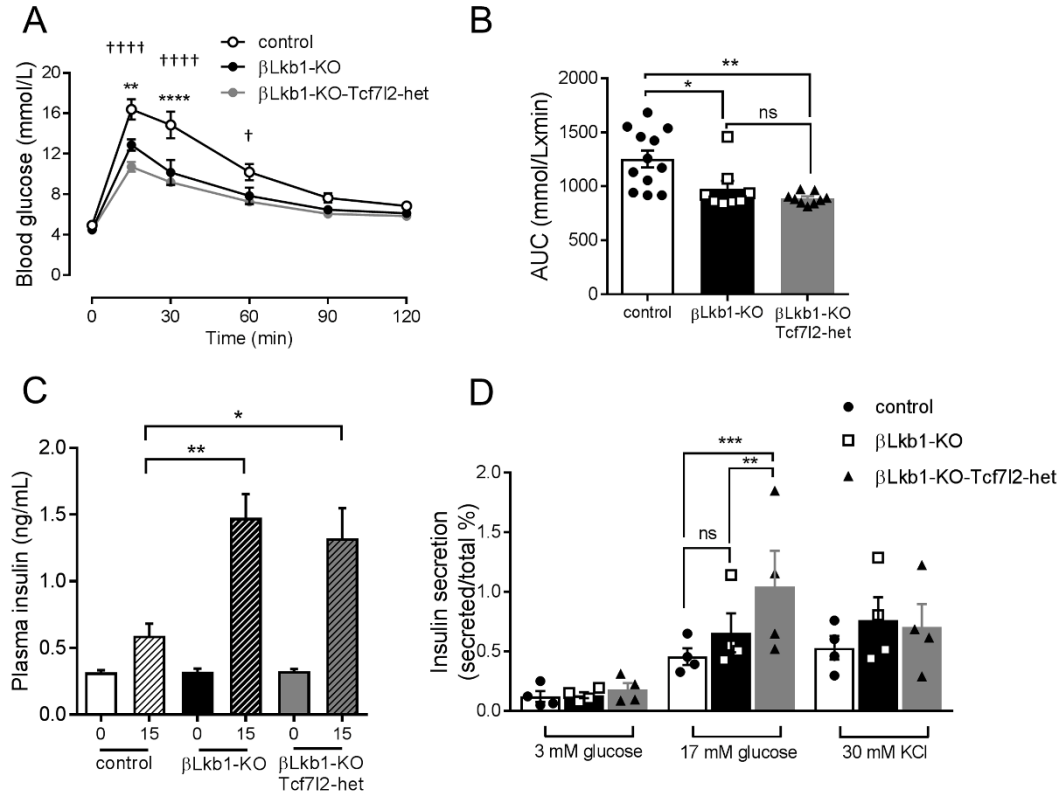 A
control
βLkb1-KO
βLkb1-KO-Tcf7l2-het
††††
††††
**
****
†
Blood glucose (mmol/L)
20
16
12
8
4
0
0 30 60 90 120
Time (min)
B
**
*
ns
AUC (mmol/Lxmin)
2000
1500
1000
500
0
control βLkb1-KO βLkb1-KO
Tcf7l2-het
C
*
**
Plasma insulin (ng/mL)
2.0
1.5
1.0
0.5
0.0
0 15 0 15 0 15
control βLkb1-KO βLkb1-KO
Tcf7l2-het
D
control
βLkb1-KO
βLkb1-KO-Tcf7l2-het
***
**
ns
Insulin secretion
(secreted/total %)
2.0
1.5
1.0
0.5
0.0
3 mM glucose 17 mM glucose 30 mM KCl